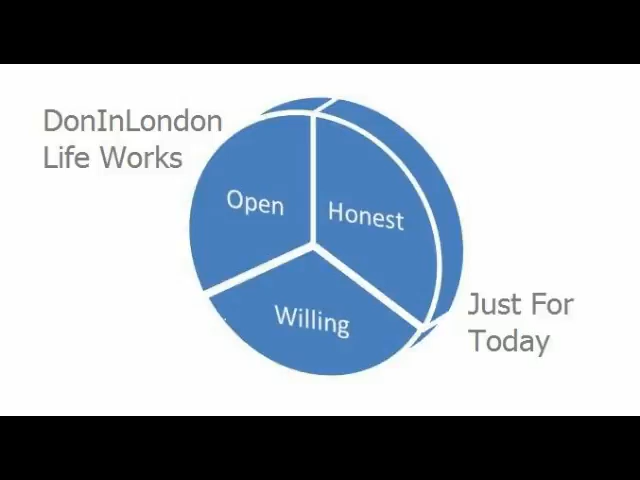 DonInLondon
Life Works
Open
Honest
Willing
Just For
Today